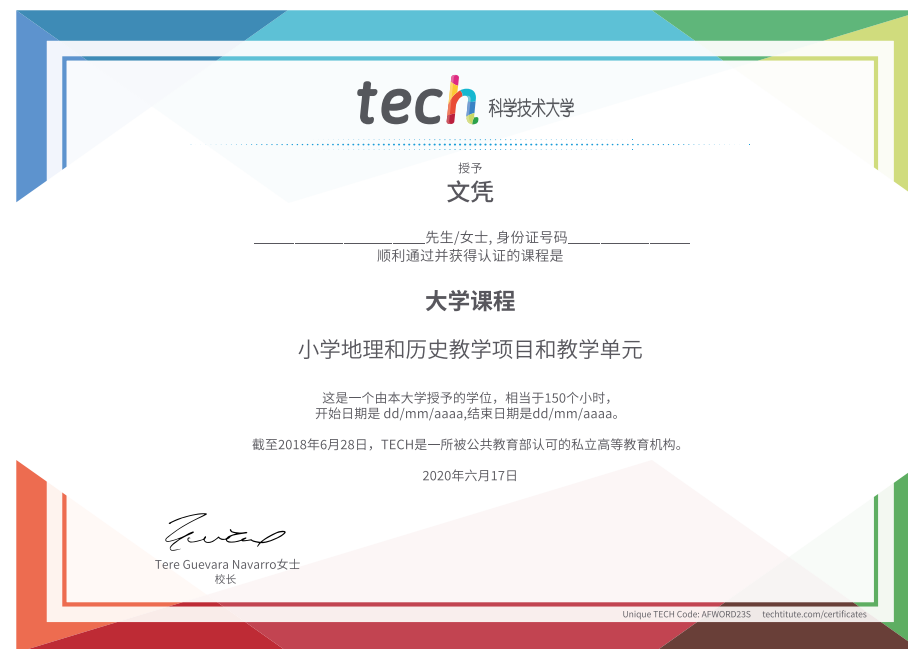 tech 科学技术大学
授予
文凭
____________________先生/女士, 身份证号码______________
顺利通过并获得认证的课程是
大学课程
小学地理和历史教学项目和教学单元
这是一个由本大学授予的学位，相当于150个小时，
开始日期是 dd/mm/aaaa,结束日期是dd/mm/aaaa。
截至2018年6月28日，TECH是一所被公共教育部认可的私立高等教育机构。
2020年六月17日
Tere Guevara Navarro女士
校长
Unique TECH Code: AFWORD23S techtitute.com/certificates